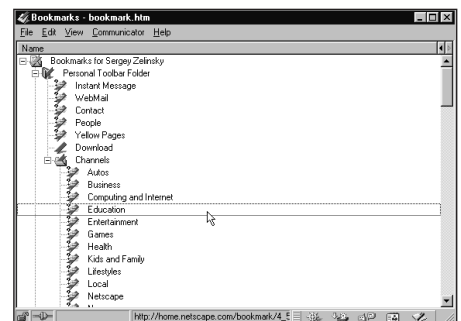 Bookmarks - bookmark.htm
File Edit View Communicator Help
Name
Bookmarks for Sergey Zelinsky
Personal Toolbar Folder
Instant Message
WebMail
Contact
People
Yellow Pages
Download
Channels
Autos
Business
Computing and Internet
Education
Entertainment
Games
Health
Kids and Family
Lifestyles
Local
Netscape
http://home.netscape.com/bookmark/4_5